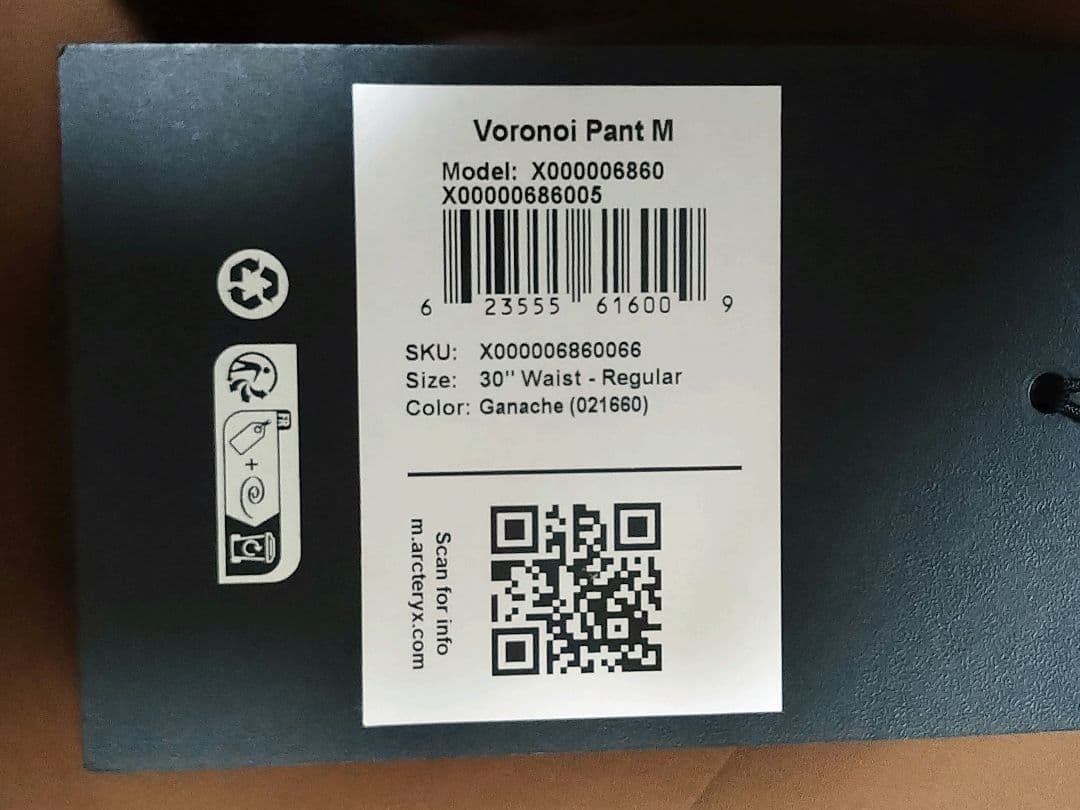 Voronoi Pant M
Model: X000006860
X00000686005
6 23555 61600 9
SKU: X000006860066
Size: 30" Waist - Regular
Color: Ganache (021660)
Scan for info
m.arcteryx.com